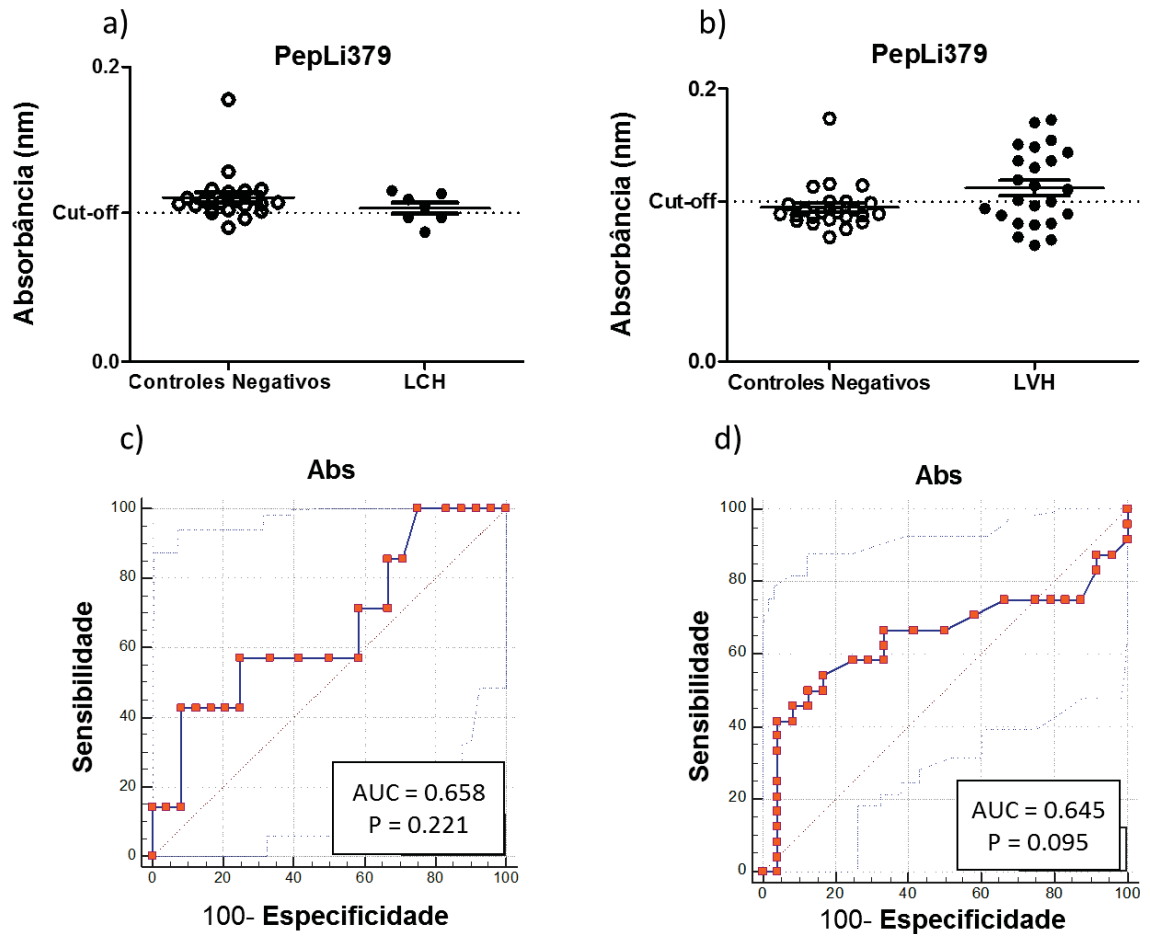 a)
PepLi379
Absorbância (nm)
0.2
Cut-off
0.0
Controles Negativos
LCH
b)
PepLi379
Absorbância (nm)
0.2
Cut-off
0.0
Controles Negativos
LVH
c)
Abs
Sensibilidade
100
80
60
40
20
0
AUC = 0.658
P = 0.221
0 20 40 60 80 100
100- Especificidade
d)
Abs
Sensibilidade
100
80
60
40
20
0
AUC = 0.645
P = 0.095
0 20 40 60 80 100
100- Especificidade